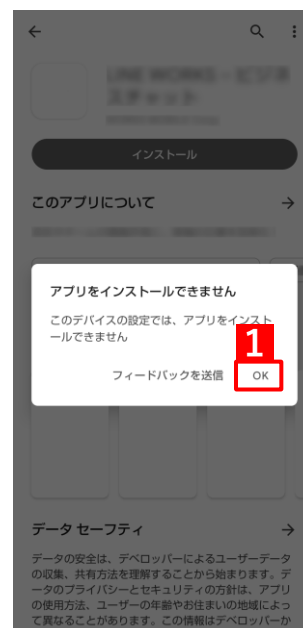 インストール
このアプリについて
アプリをインストールできません
このデバイスの設定では、アプリをインスト
ールできません
1
フィードバックを送信 OK
データ セーフティ
データの安全は、デベロッパーによるユーザーデータ
の収集、共有方法を理解することから始まります。デ
ータのプライバシーとセキュリティの方針は、アプリ
の使用方法、ユーザーの年齢やお住まいの地域によっ
て異なることがあります。この情報はデベロッパーか